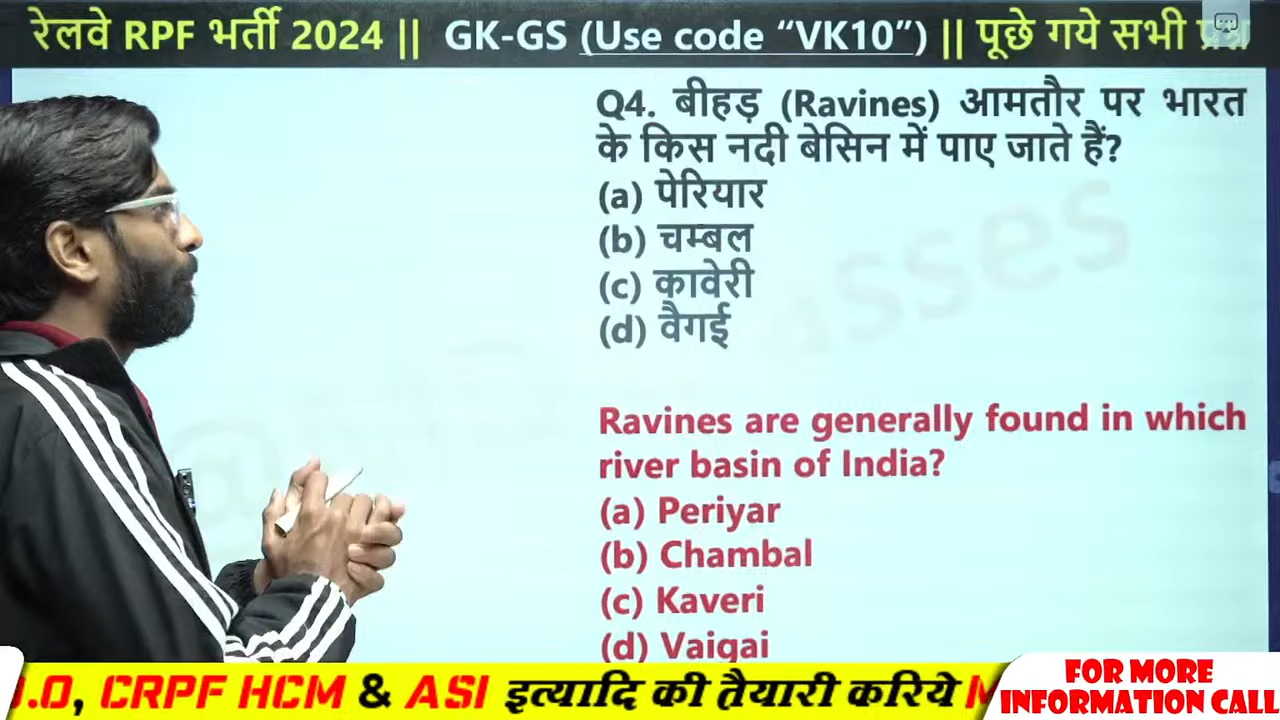 रेलवे RPF भर्ती 2024 || GK-GS (Use code “VK10”) || पूछे गये सभी
Q4. बीहड़ (Ravines) आमतौर पर भारत
के किस नदी बेसिन में पाए जाते हैं?
(a) पेरियार
(b) चम्बल
(c) कावेरी
(d) वैगई
Ravines are generally found in which
river basin of India?
(a) Periyar
(b) Chambal
(c) Kaveri
(d) Vaigai
CRPF HCM & ASI इत्यादि की तैयारी करिये
FOR MORE
INFORMATION CALL